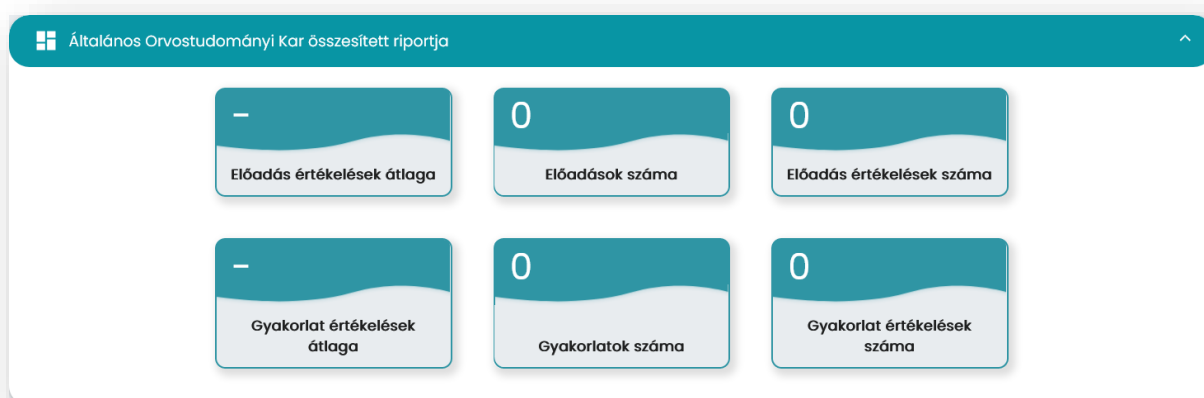 Általános Orvostudományi Kar összesített riportja
–
0
0
Előadás értékelések átlaga
Előadások száma
Előadás értékelések száma
–
0
0
Gyakorlat értékelések
átlaga
Gyakorlatok száma
Gyakorlat értékelések
száma